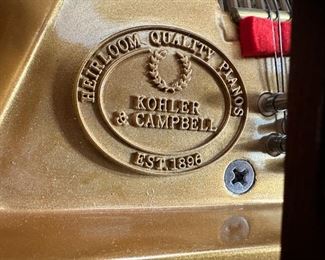 HEIRLOOM QUALITY PIANOS
KOHLER
& CAMPBELL
EST. 1896